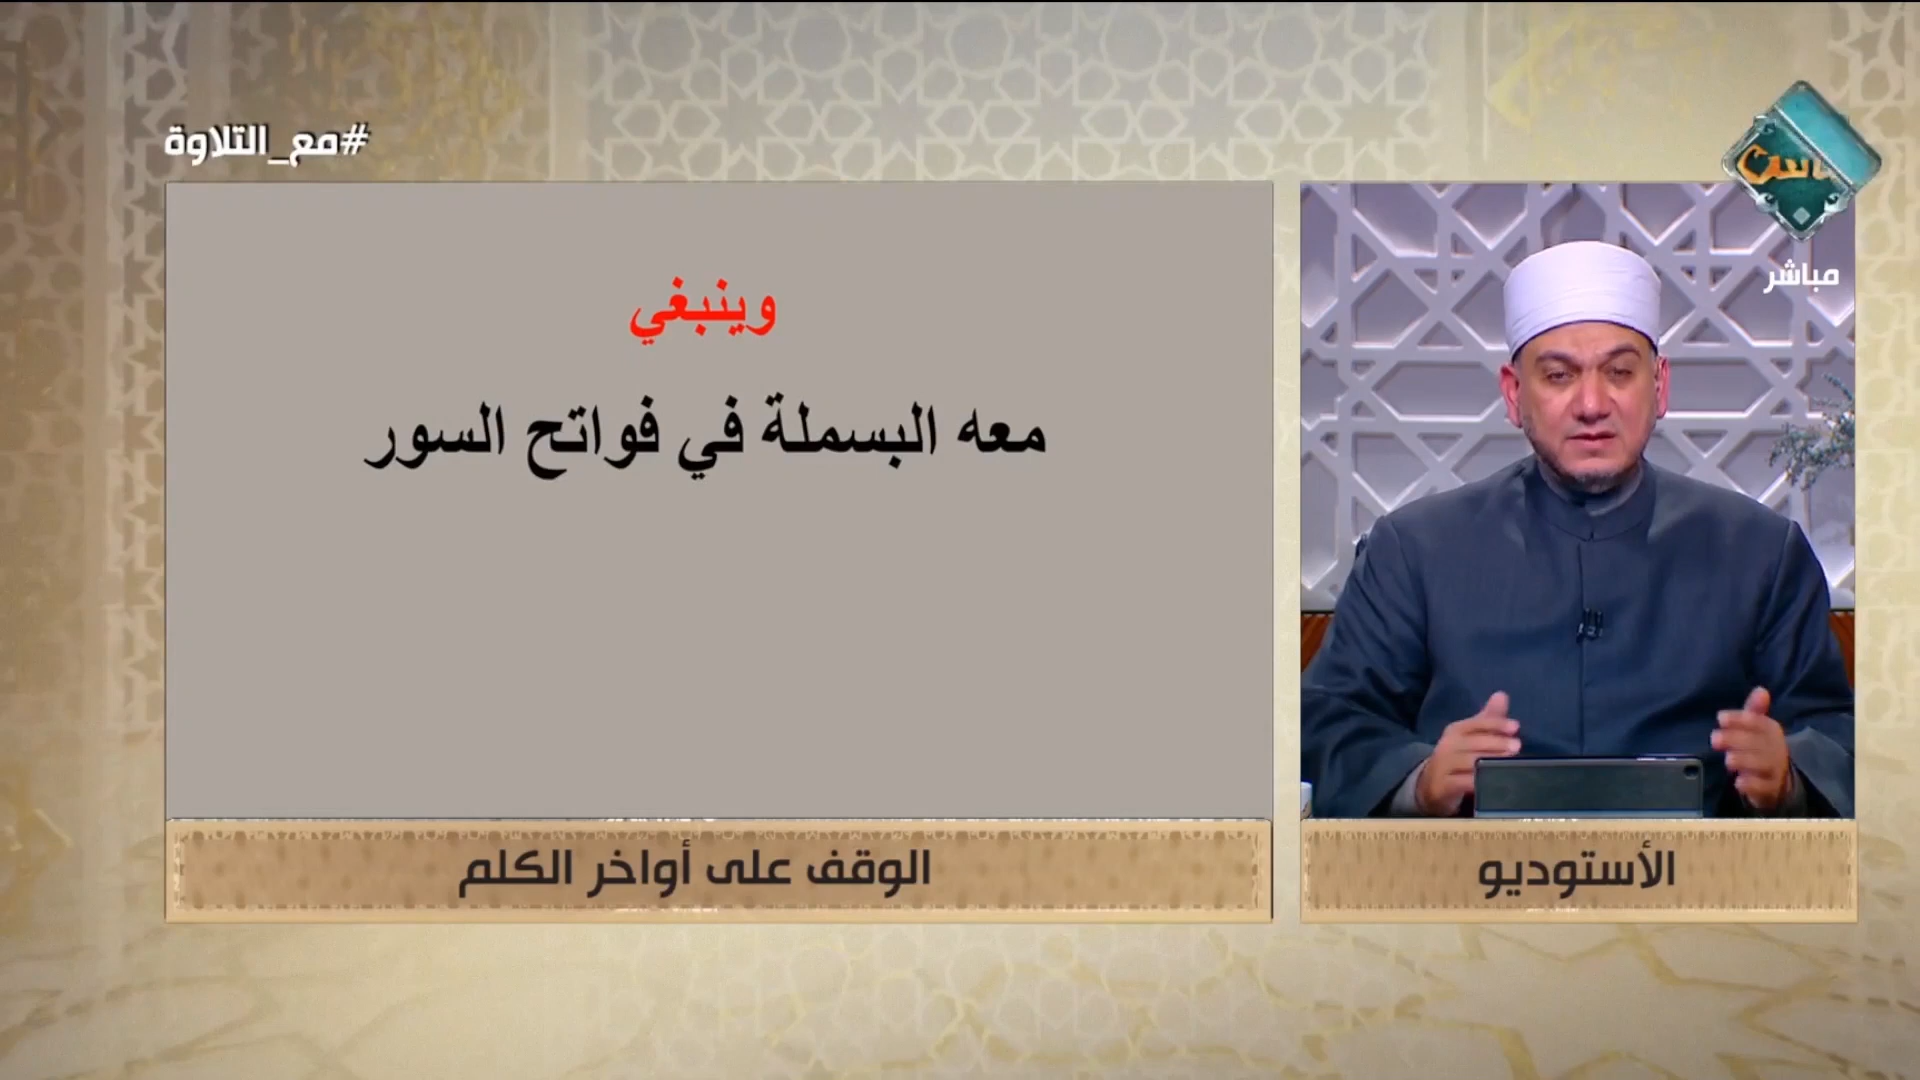 #مع_التلاوة
مباشر
وينبغي
معه البسملة في فواتح السور
الوقف على أواخر الكلم
الأستوديو